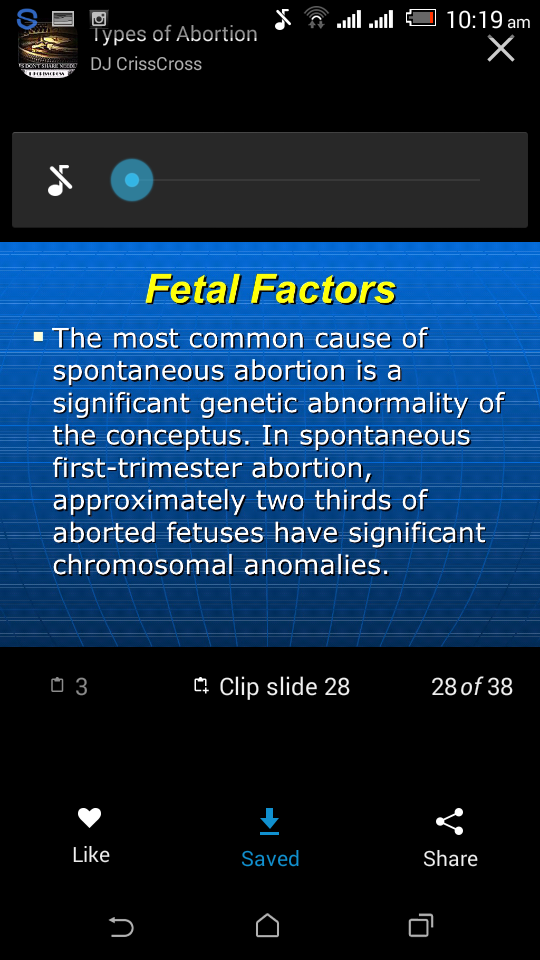 10:19 am
Types of Abortion
DJ CrissCross
Fetal Factors
The most common cause of
spontaneous abortion is a
significant genetic abnormality of
the conceptus. In spontaneous
first-trimester abortion,
approximately two thirds of
aborted fetuses have significant
chromosomal anomalies.
3
Clip slide 28
28 of 38
Like
Saved
Share